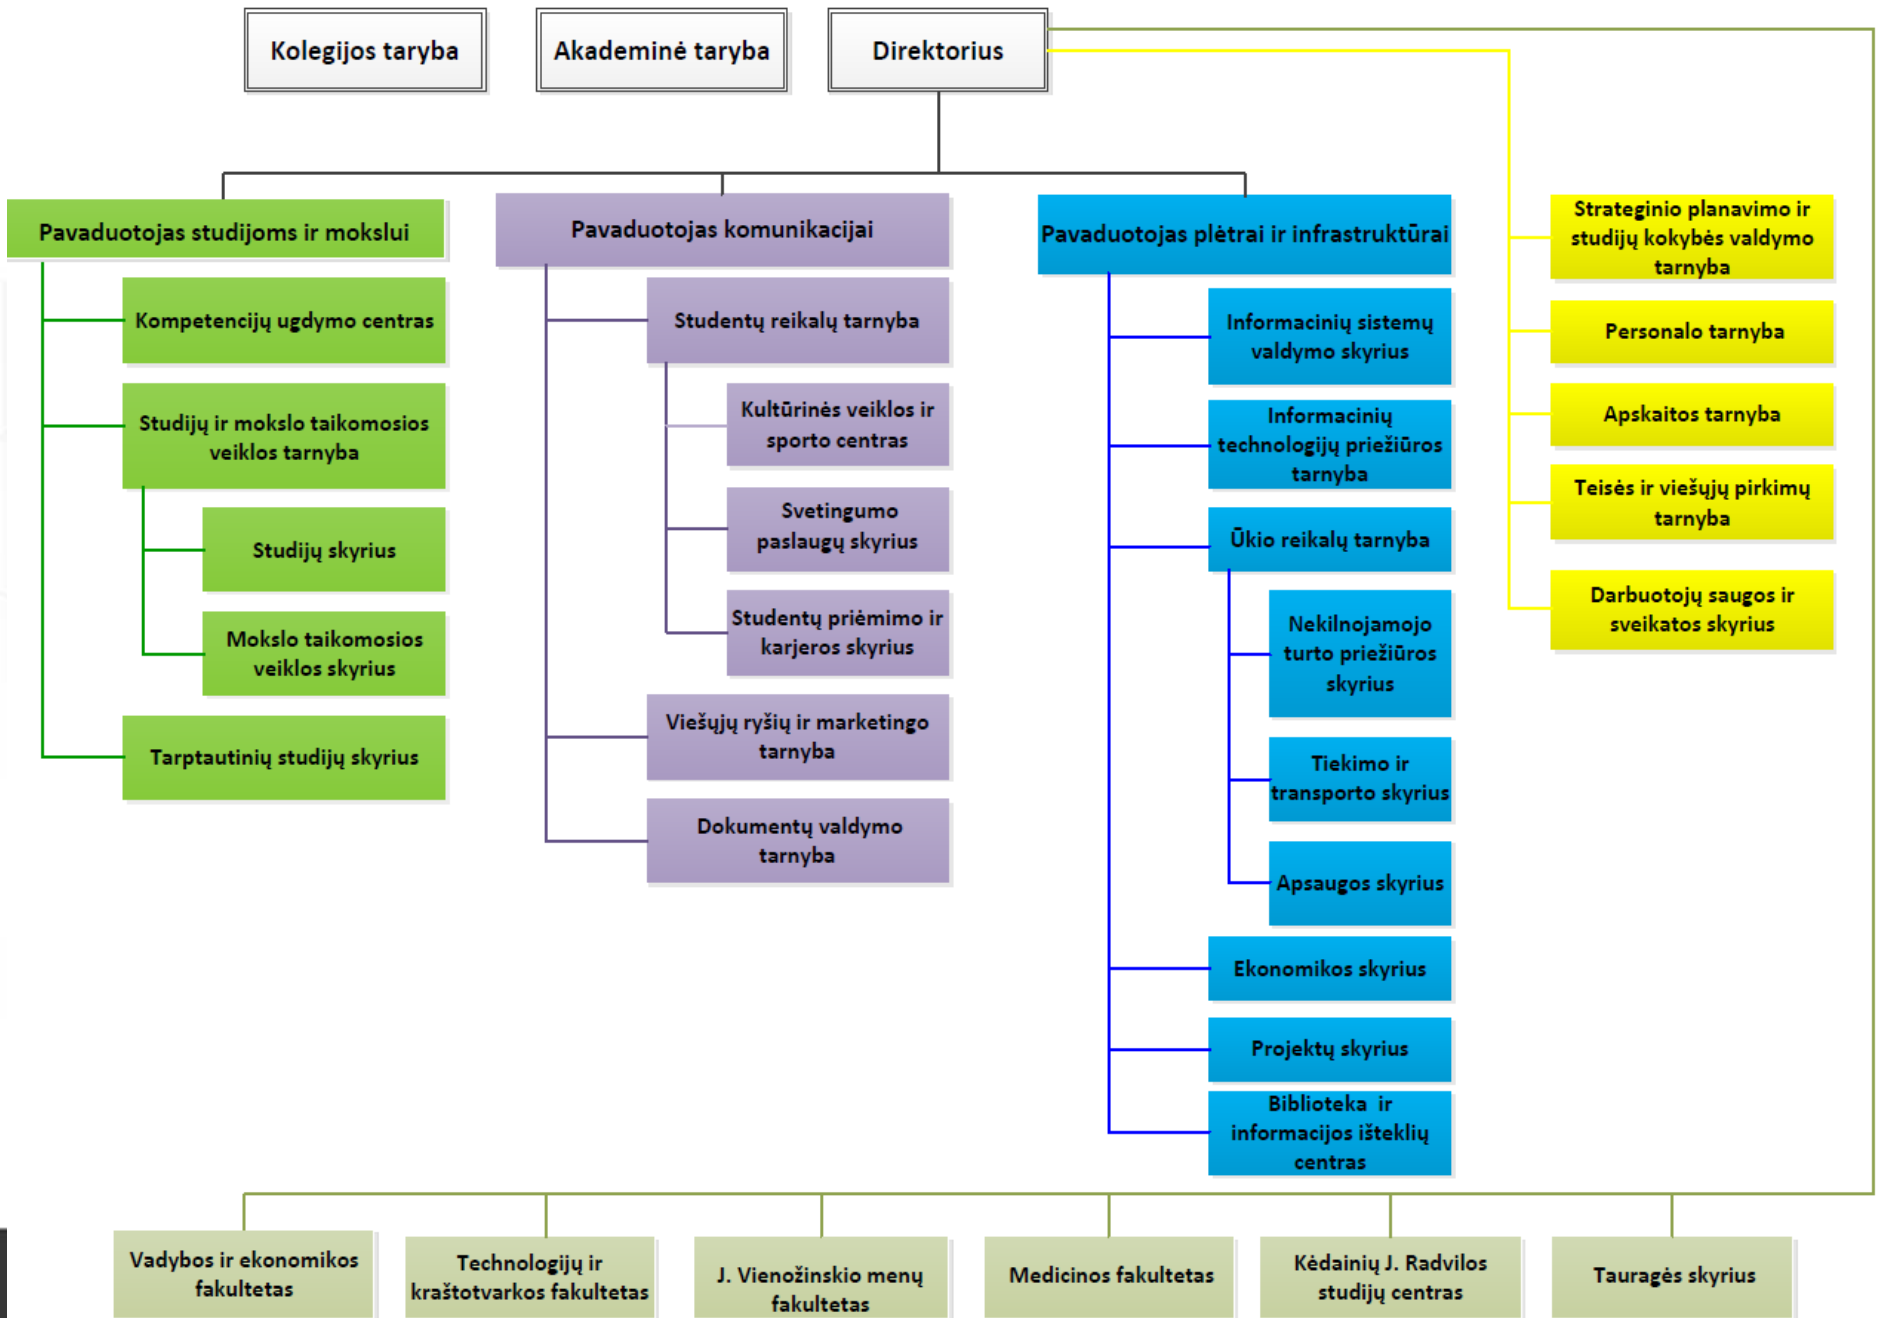 Kolegijos taryba
Akademinė taryba
Direktorius
Pavaduotojas studijoms ir mokslui
Kompetencijų ugdymo centras
Studijų ir mokslo taikomosios
veiklos tarnyba
Studijų skyrius
Mokslo taikomosios
veiklos skyrius
Tarptautinių studijų skyrius
Pavaduotojas komunikacijai
Studentų reikalų tarnyba
Kultūrinės veiklos ir
sporto centras
Svetingumo
paslaugų skyrius
Studentų priėmimo ir
karjeros skyrius
Viešųjų ryšių ir marketingo
tarnyba
Dokumentų valdymo
tarnyba
Pavaduotojas plėtrai ir infrastruktūrai
Informacinių sistemų
valdymo skyrius
Informacinių
technologijų priežiūros
tarnyba
Ūkio reikalų tarnyba
Nekilnojamojo
turto priežiūros
skyrius
Tiekimo ir
transporto skyrius
Apsaugos skyrius
Ekonomikos skyrius
Projektų skyrius
Biblioteka ir
informacijos išteklių
centras
Strateginio planavimo ir
studijų kokybės valdymo
tarnyba
Personalo tarnyba
Apskaitos tarnyba
Teisės ir viešųjų pirkimų
tarnyba
Darbuotojų saugos ir
sveikatos skyrius
Vadybos ir ekonomikos
fakultetas
Technologijų ir
kraštotvarkos fakultetas
J. Vienožinskio menų
fakultetas
Medicinos fakultetas
Kėdainių J. Radvilos
studijų centras
Tauragės skyrius